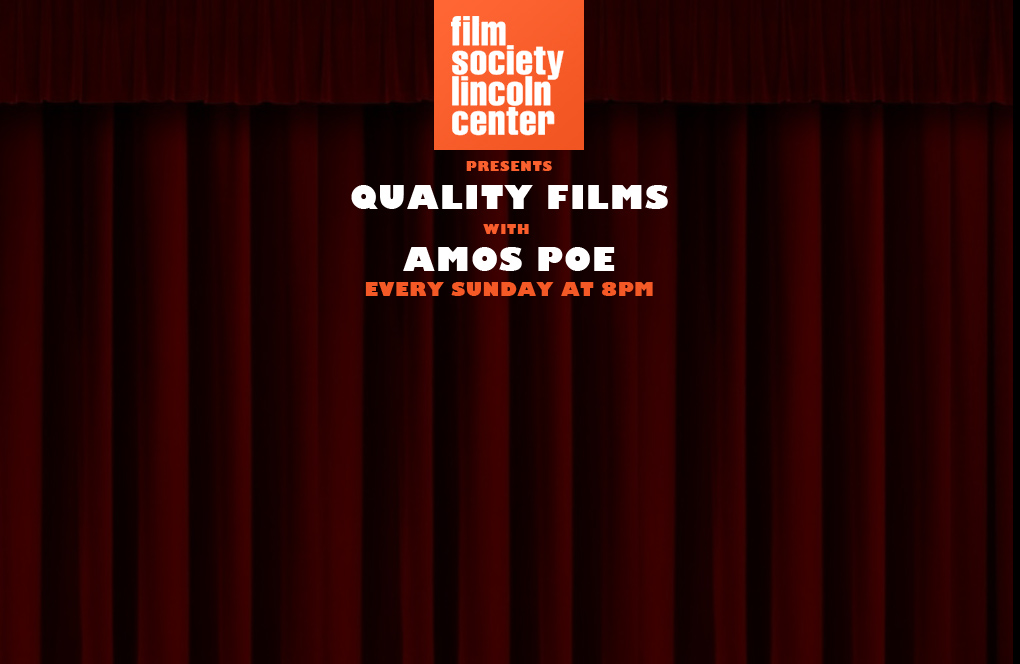 film
society
lincoln
center
PRESENTS
QUALITY FILMS
WITH
AMOS POE
EVERY SUNDAY AT 8PM